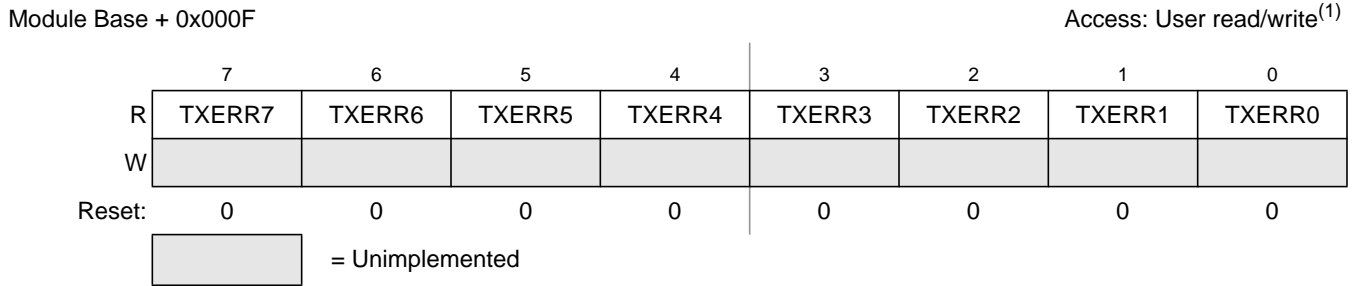 Module Base + 0x000F Access: User read/write(1)
7 6 5 4 3 2 1 0
R TXERR7 TXERR6 TXERR5 TXERR4 TXERR3 TXERR2 TXERR1 TXERR0
W
Reset: 0 0 0 0 0 0 0 0
= Unimplemented